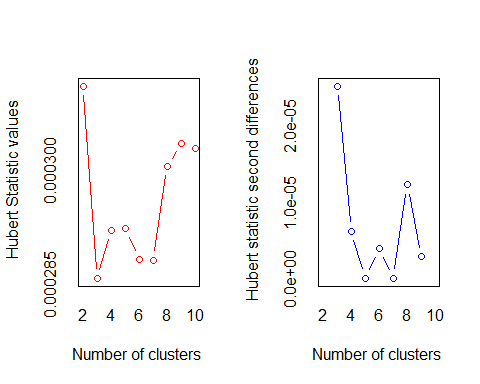 Hubert Statistic values
0.000285
0.000300
2 4 6 8 10
Number of clusters
Hubert statistic second differences
0.0e+00
1.0e-05
2.0e-05
2 4 6 8 10
Number of clusters